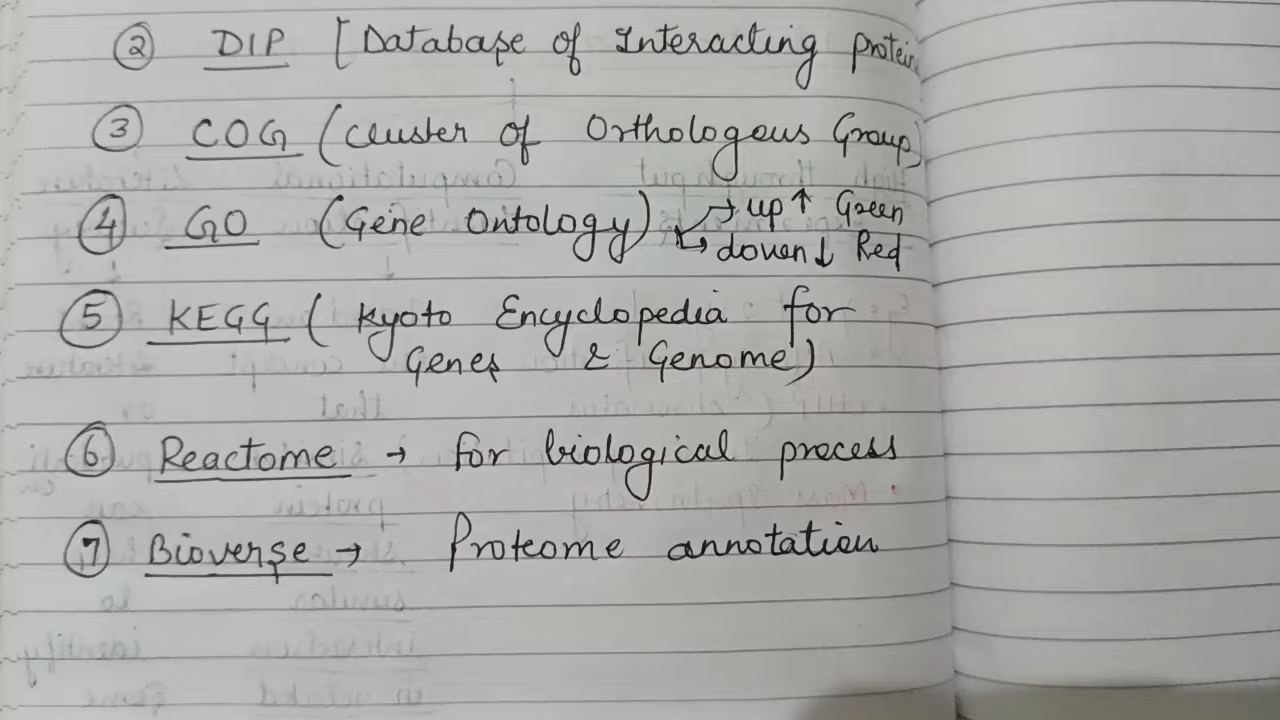 ② DIP [Database of Interacting Protein
③ COG (Cluster of Orthologous Group)
④ GO (Gene Ontology) → up↑ Green
↳ down↓ Red
⑤ KEGG ( Kyoto Encyclopedia for
Genes & Genome)
⑥ Reactome → for biological process
⑦ Bioverse → Proteome annotation